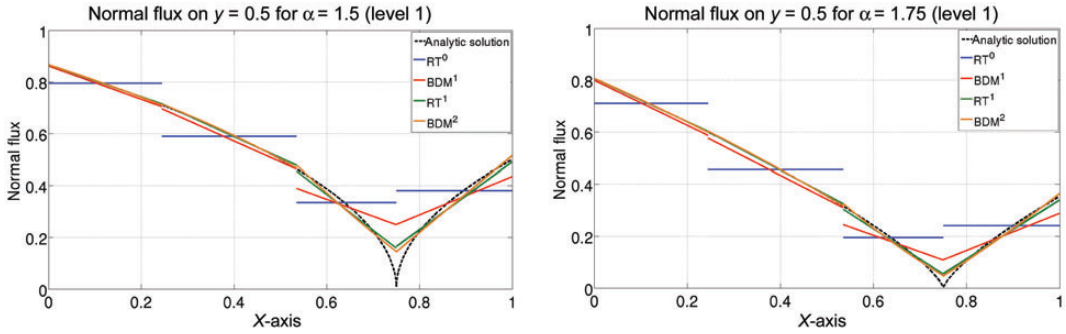 Normal flux on y = 0.5 for α = 1.5 (level 1)
Normal flux
1
0.8
0.6
0.4
0.2
0
0
0.2
0.4
0.6
0.8
1
X-axis
Analytic solution
RT⁰
BDM¹
RT¹
BDM²
Normal flux on y = 0.5 for α = 1.75 (level 1)
Normal flux
1
0.8
0.6
0.4
0.2
0
0
0.2
0.4
0.6
0.8
1
X-axis
Analytic solution
RT⁰
BDM¹
RT¹
BDM²